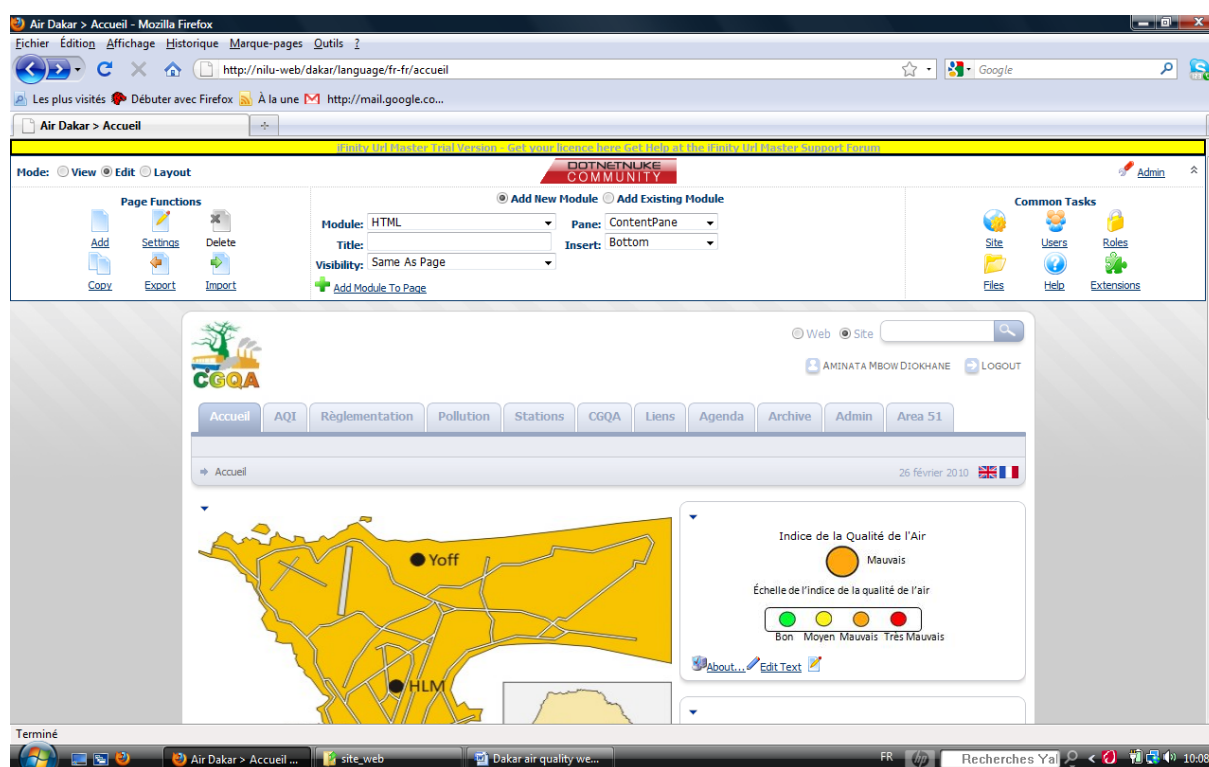 Air Dakar > Accueil - Mozilla Firefox
Fichier Édition Affichage Historique Marque-pages Outils ?
http://nilu-web/dakar/language/fr-fr/accueil
Google
Les plus visités Débuter avec Firefox À la une http://mail.google.co...
Air Dakar > Accueil
iFinity Url Master Trial Version - Get your licence here Get Help at the iFinity Url Master Support Forum
Mode: View Edit Layout
DOTNETNUKE
COMMUNITY
Admin
Page Functions
Add Settings Delete
Copy Export Import
Add New Module Add Existing Module
Module: HTML Pane: ContentPane
Title: Insert: Bottom
Visibility: Same As Page
Add Module To Page
Common Tasks
Site Users Roles
Files Help Extensions
CGQA
Web Site
AMINATA MBOW DIOKHANE LOGOUT
Accueil AQI Règlementation Pollution Stations CGQA Liens Agenda Archive Admin Area 51
Accueil
26 février 2010
Yoff
HLM
Indice de la Qualité de l'Air
Mauvais
Échelle de l'indice de la qualité de l'air
Bon Moyen Mauvais Très Mauvais
About... Edit Text
Terminé
Air Dakar > Accueil ... site_web Dakar air quality we... FR hp Recherches Yal 10:08